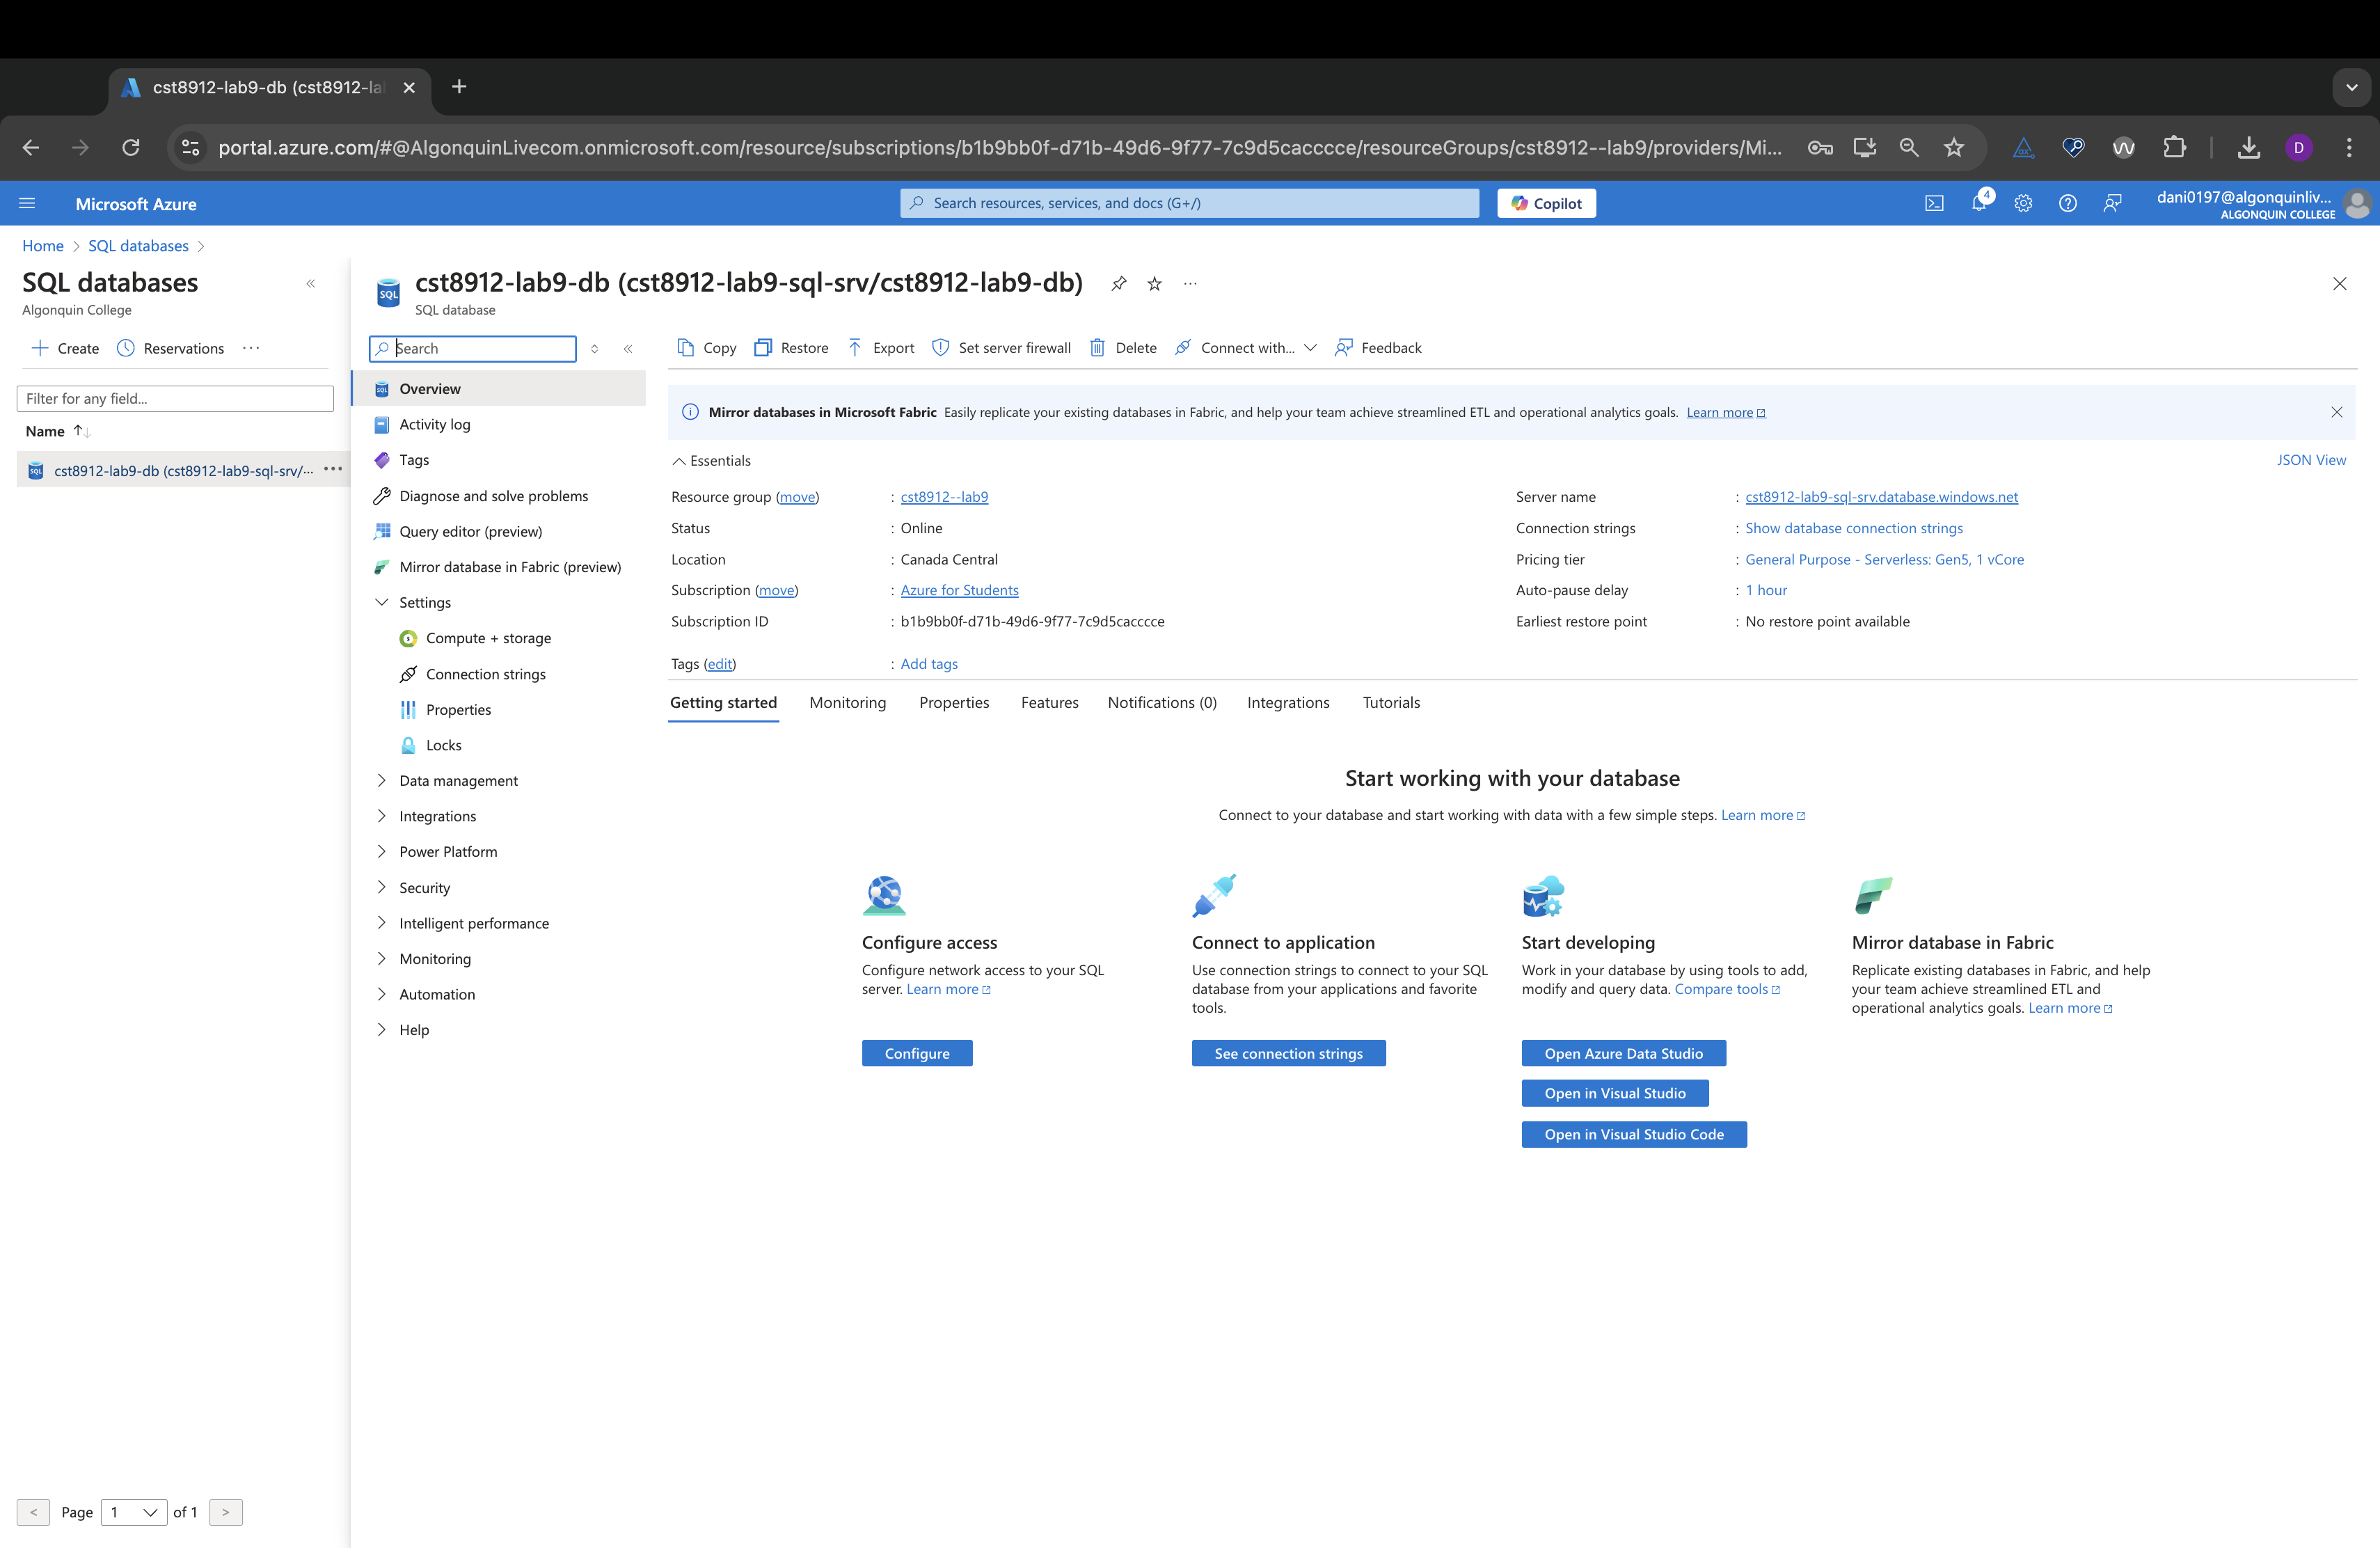 cst8912-lab9-db (cst8912-la
portal.azure.com/#@AlgonquinLivecom.onmicrosoft.com/resource/subscriptions/b1b9bb0f-d71b-49d6-9f77-7c9d5cacccce/resourceGroups/cst8912--lab9/providers/Mi...
D
Microsoft Azure
Search resources, services, and docs (G+/)
Copilot
4
dani0197@algonquinliv...
ALGONQUIN COLLEGE
Home > SQL databases >
SQL databases
Algonquin College
Create
Reservations
Filter for any field...
Name
cst8912-lab9-db (cst8912-lab9-sql-srv/...
< Page 1 of 1 >
cst8912-lab9-db (cst8912-lab9-sql-srv/cst8912-lab9-db)
SQL database
Search
Overview
Activity log
Tags
Diagnose and solve problems
Query editor (preview)
Mirror database in Fabric (preview)
Settings
Compute + storage
Connection strings
Properties
Locks
Data management
Integrations
Power Platform
Security
Intelligent performance
Monitoring
Automation
Help
Copy Restore Export Set server firewall Delete Connect with... Feedback
Mirror databases in Microsoft Fabric Easily replicate your existing databases in Fabric, and help your team achieve streamlined ETL and operational analytics goals. Learn more
Essentials
JSON View
Resource group (move) : cst8912--lab9
Status : Online
Location : Canada Central
Subscription (move) : Azure for Students
Subscription ID : b1b9bb0f-d71b-49d6-9f77-7c9d5cacccce
Server name : cst8912-lab9-sql-srv.database.windows.net
Connection strings : Show database connection strings
Pricing tier : General Purpose - Serverless: Gen5, 1 vCore
Auto-pause delay : 1 hour
Earliest restore point : No restore point available
Tags (edit) : Add tags
Getting started Monitoring Properties Features Notifications (0) Integrations Tutorials
Start working with your database
Connect to your database and start working with data with a few simple steps. Learn more
Configure access
Configure network access to your SQL
server. Learn more
Configure
Connect to application
Use connection strings to connect to your SQL
database from your applications and favorite
tools.
See connection strings
Start developing
Work in your database by using tools to add,
modify and query data. Compare tools
Open Azure Data Studio
Open in Visual Studio
Open in Visual Studio Code
Mirror database in Fabric
Replicate existing databases in Fabric, and help
your team achieve streamlined ETL and
operational analytics goals. Learn more